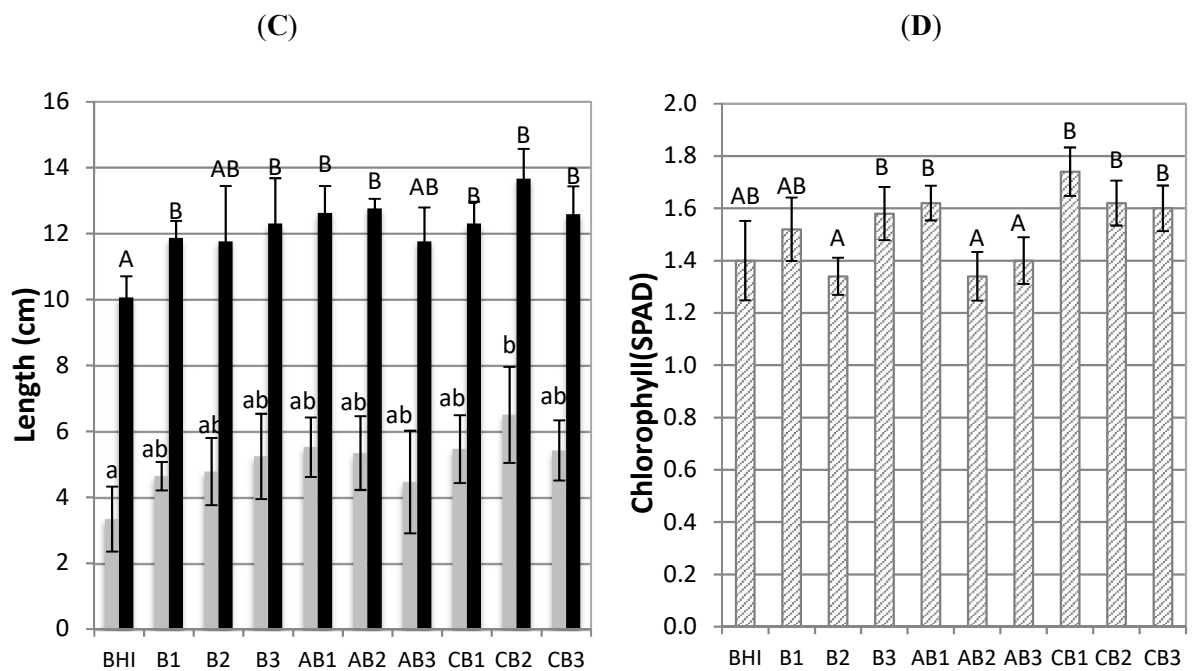 (C)
(D)
Length (cm)
16
14
12
10
8
6
4
2
0
A
B
AB
B
B
B
AB
B
B
B
a
ab
ab
ab
ab
ab
ab
ab
b
ab
BHI B1 B2 B3 AB1 AB2 AB3 CB1 CB2 CB3
Chlorophyll(SPAD)
2.0
1.8
1.6
1.4
1.2
1.0
0.8
0.6
0.4
0.2
0.0
AB
AB
A
B
B
A
A
B
B
B
BHI B1 B2 B3 AB1 AB2 AB3 CB1 CB2 CB3